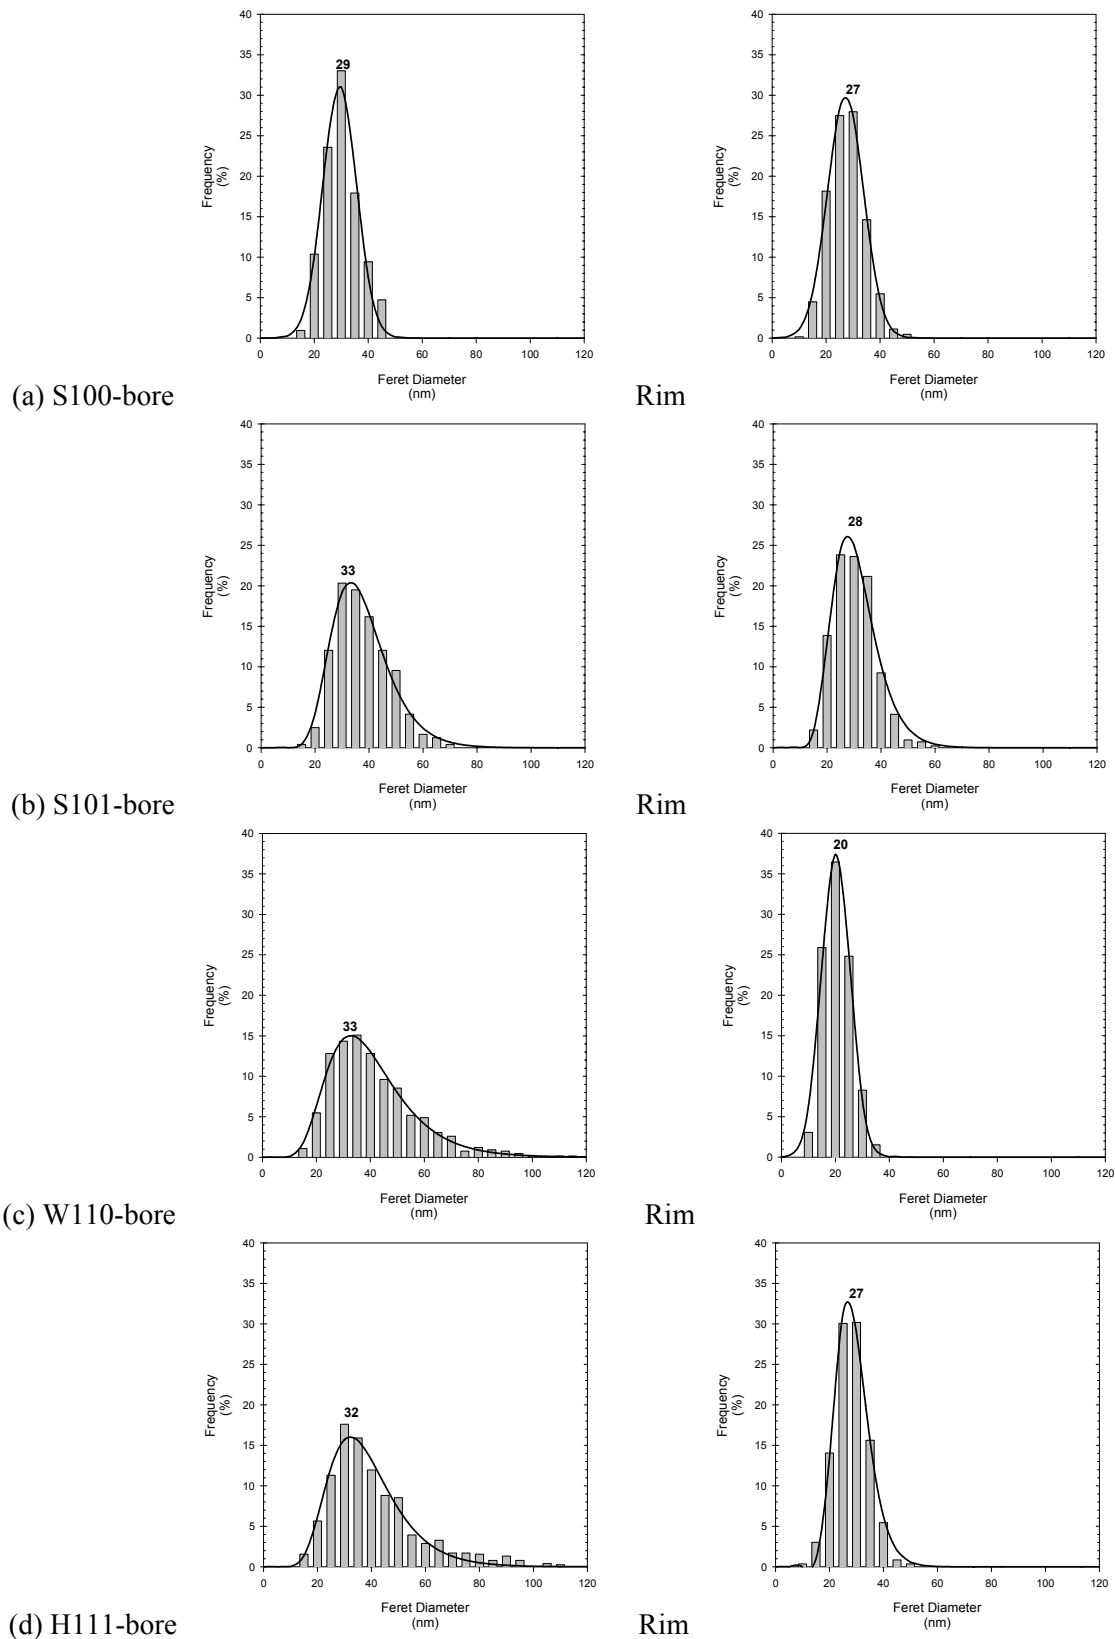 40
35
30
25
20
15
10
5
0
Frequency
(%)
29
0 20 40 60 80 100 120
Feret Diameter
(nm)
40
35
30
25
20
15
10
5
0
Frequency
(%)
27
0 20 40 60 80 100 120
Feret Diameter
(nm)
(a) S100-bore
Rim
40
35
30
25
20
15
10
5
0
Frequency
(%)
33
0 20 40 60 80 100 120
Feret Diameter
(nm)
40
35
30
25
20
15
10
5
0
Frequency
(%)
28
0 20 40 60 80 100 120
Feret Diameter
(nm)
(b) S101-bore
Rim
40
35
30
25
20
15
10
5
0
Frequency
(%)
33
0 20 40 60 80 100 120
Feret Diameter
(nm)
40
35
30
25
20
15
10
5
0
Frequency
(%)
20
0 20 40 60 80 100 120
Feret Diameter
(nm)
(c) W110-bore
Rim
40
35
30
25
20
15
10
5
0
Frequency
(%)
32
0 20 40 60 80 100 120
Feret Diameter
(nm)
40
35
30
25
20
15
10
5
0
Frequency
(%)
27
0 20 40 60 80 100 120
Feret Diameter
(nm)
(d) H111-bore
Rim